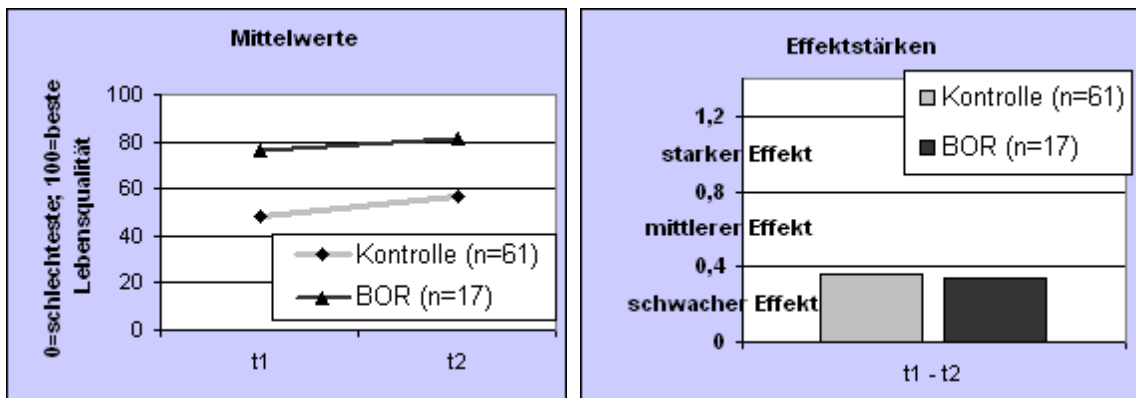 Mittelwerte
0=schlechteste; 100=beste
Lebensqualität
100
80
60
40
20
0
Kontrolle (n=61)
BOR (n=17)
t1
t2
Effektstärken
Kontrolle (n=61)
BOR (n=17)
1,2
starker Effekt
0,8
mittlerer Effekt
0,4
schwacher Effekt
0
t1 - t2